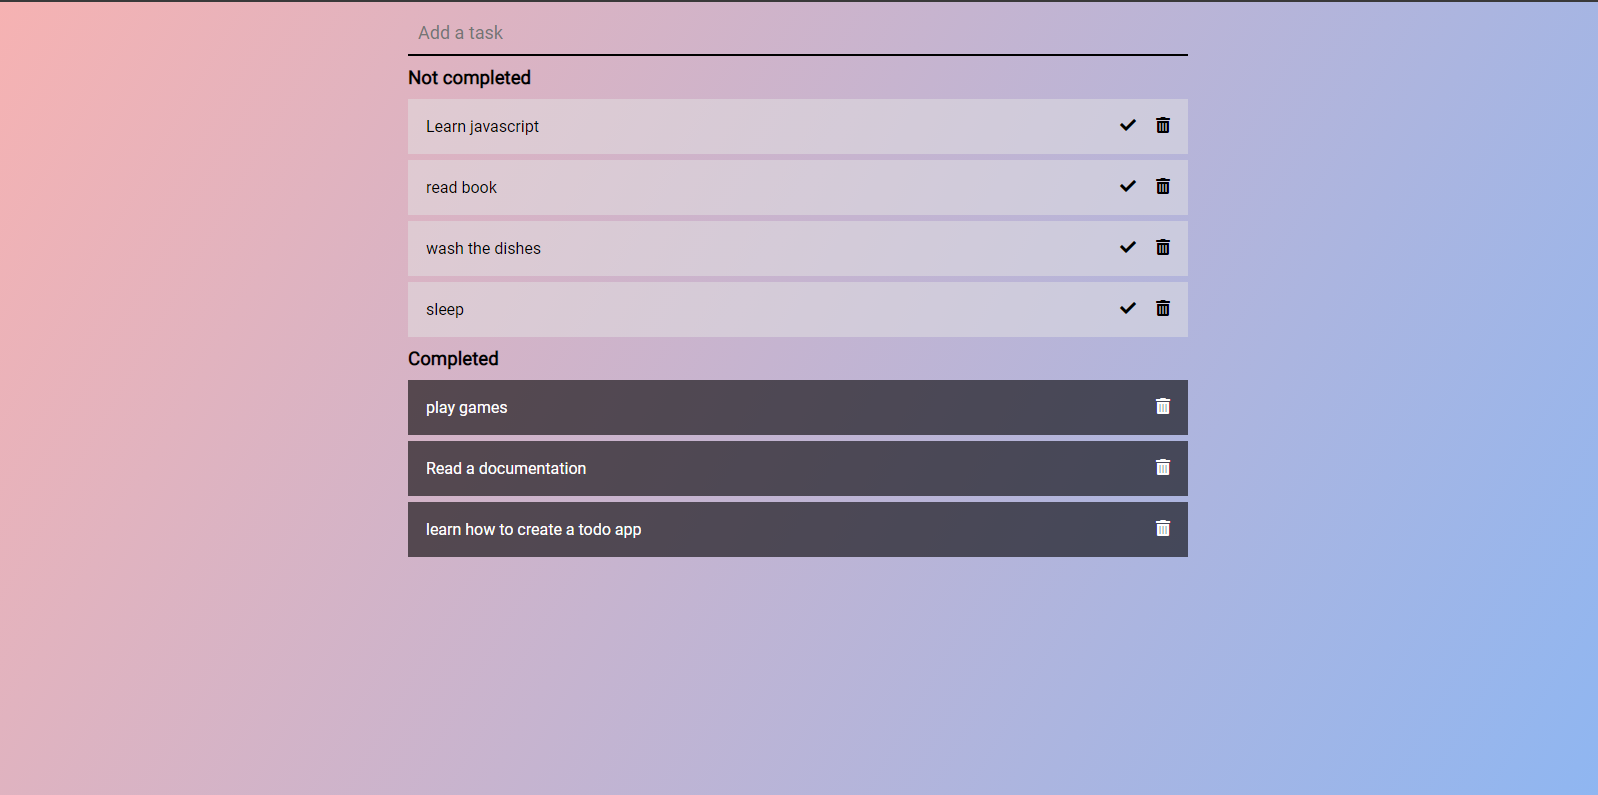 Add a task
Not completed
Learn javascript
read book
wash the dishes
sleep
Completed
play games
Read a documentation
learn how to create a todo app